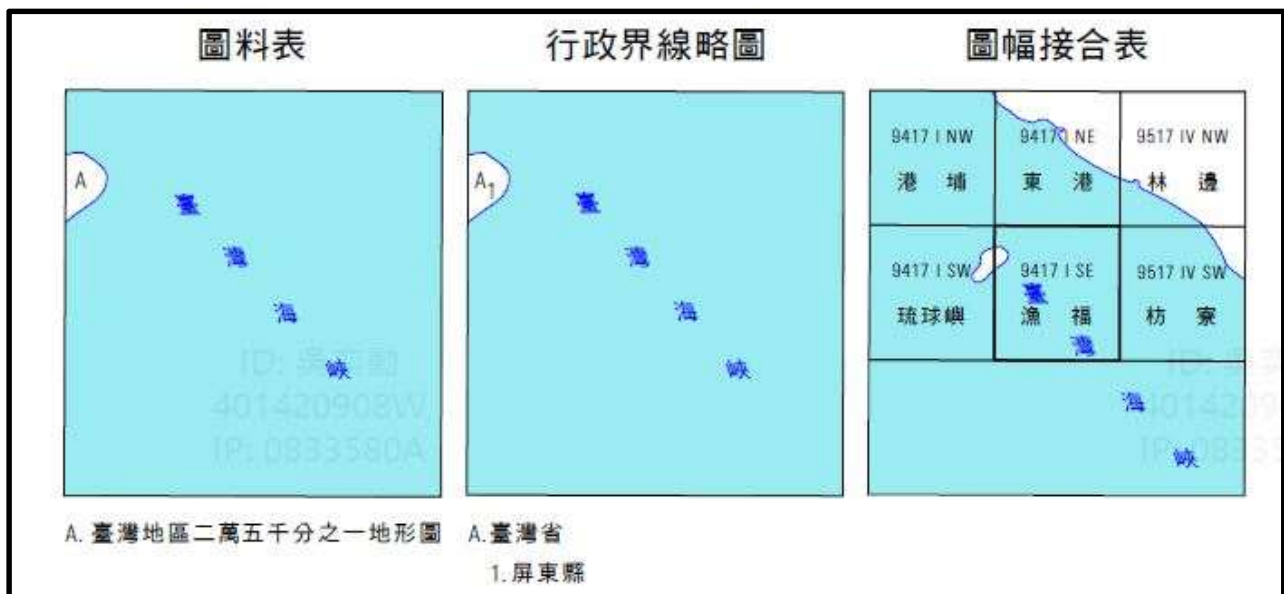 圖料表
行政界線略圖
圖幅接合表
A
臺
灣
海
峽
A1
臺
灣
海
峽
9417 I NW
港 埔
9417 I NE
東 港
9517 IV NW
林 邊
9417 I SW
琉球嶼
9417 I SE
漁 福
9517 IV SW
枋 寮
臺
灣
海
峽
401420908W
IP: 0833580A
A. 臺灣地區二萬五千分之一地形圖
A.臺灣省
1.屏東縣